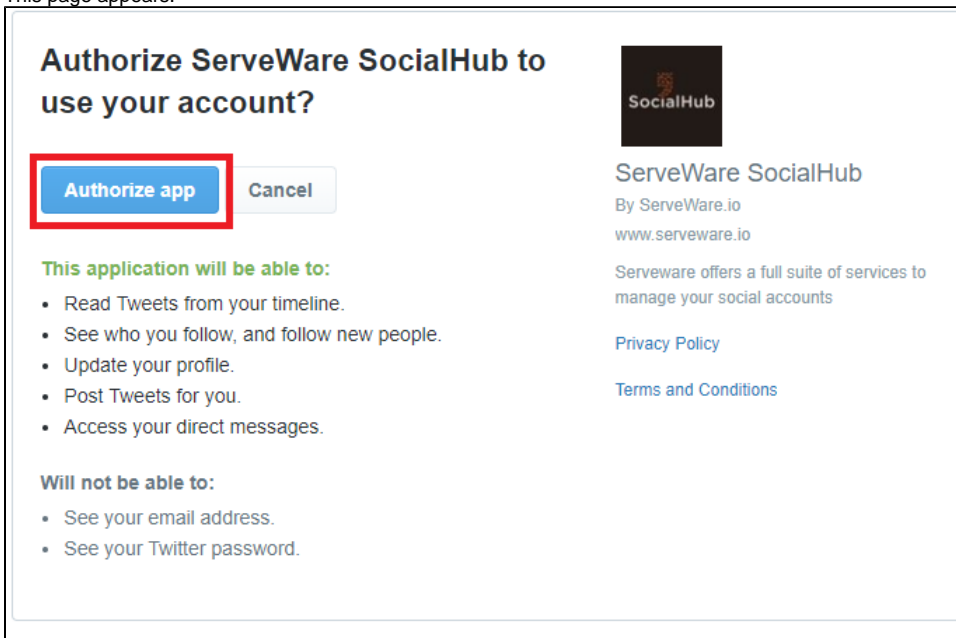 This page appears:
Authorize ServeWare SocialHub to
use your account?
Authorize app
Cancel
This application will be able to:
• Read Tweets from your timeline.
• See who you follow, and follow new people.
• Update your profile.
• Post Tweets for you.
• Access your direct messages.
Will not be able to:
• See your email address.
• See your Twitter password.
SocialHub
ServeWare SocialHub
By ServeWare.io
www.serveware.io
Serveware offers a full suite of services to
manage your social accounts
Privacy Policy
Terms and Conditions